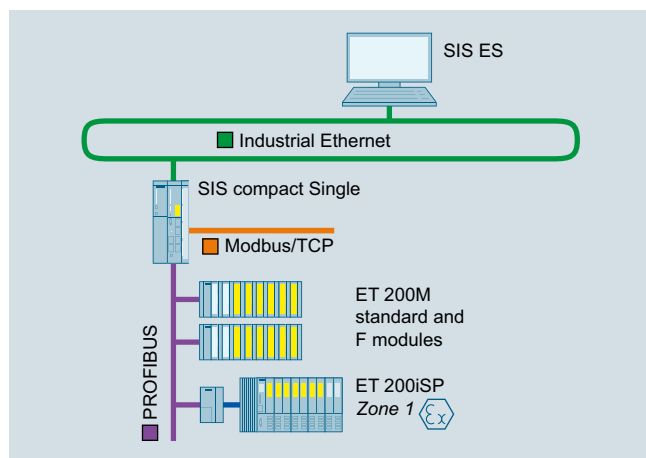 SIS ES
Industrial Ethernet
SIS compact Single
Modbus/TCP
ET 200M
standard and
F modules
PROFIBUS
ET 200iSP
Zone 1
εx